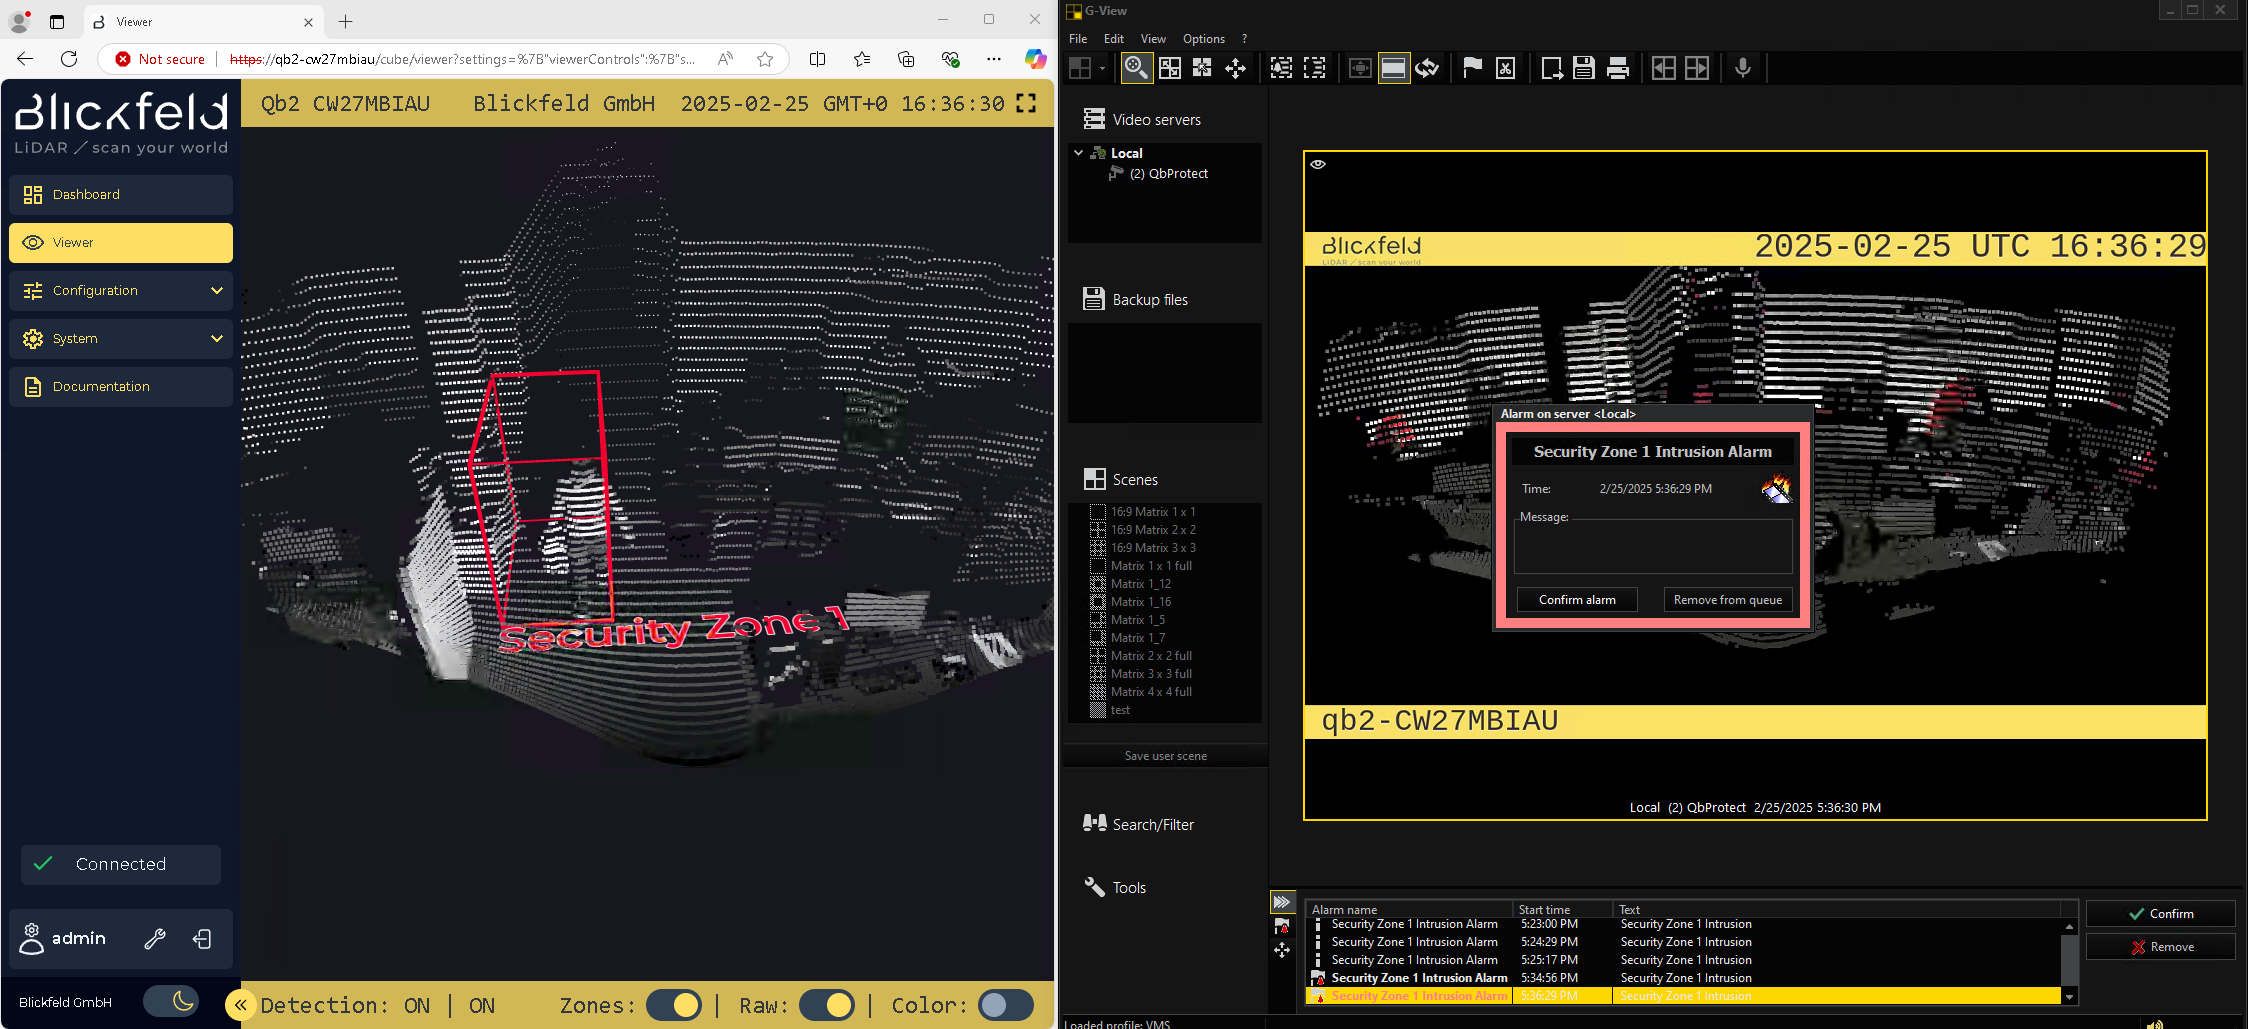 Viewer
Not secure
https://qb2-cw27mbiau/cube/viewer?settings=%7B"viewerControls":%7B"s...
Blickfeld
LiDAR / scan your world
Dashboard
Viewer
Configuration
System
Documentation
Connected
admin
Blickfeld GmbH
Qb2 CW27MBIAU Blickfeld GmbH 2025-02-25 GMT+0 16:36:30
Security Zone 1
Detection: ON | ON Zones: | Raw: | Color:
G-View
File Edit View Options ?
Video servers
Local
(2) QbProtect
Backup files
Scenes
16:9 Matrix 1 x 1
16:9 Matrix 2 x 2
16:9 Matrix 3 x 3
Matrix 1 x 1 full
Matrix 1_12
Matrix 1_16
Matrix 1_5
Matrix 1_7
Matrix 2 x 2 full
Matrix 3 x 3 full
Matrix 4 x 4 full
test
Save user scene
Search/Filter
Tools
Blickfeld
LiDAR / scan your world
2025-02-25 UTC 16:36:29
Alarm on server <Local>
Security Zone 1 Intrusion Alarm
Time: 2/25/2025 5:36:29 PM
Message:
Confirm alarm Remove from queue
qb2-CW27MBIAU
Local (2) QbProtect 2/25/2025 5:36:30 PM
Alarm name Start time Text
Security Zone 1 Intrusion Alarm 5:23:00 PM Security Zone 1 Intrusion
Security Zone 1 Intrusion Alarm 5:24:29 PM Security Zone 1 Intrusion
Security Zone 1 Intrusion Alarm 5:25:17 PM Security Zone 1 Intrusion
Security Zone 1 Intrusion Alarm 5:34:56 PM Security Zone 1 Intrusion
Security Zone 1 Intrusion Alarm 5:36:29 PM Security Zone 1 Intrusion
Confirm
Remove
Loaded profile: VMS